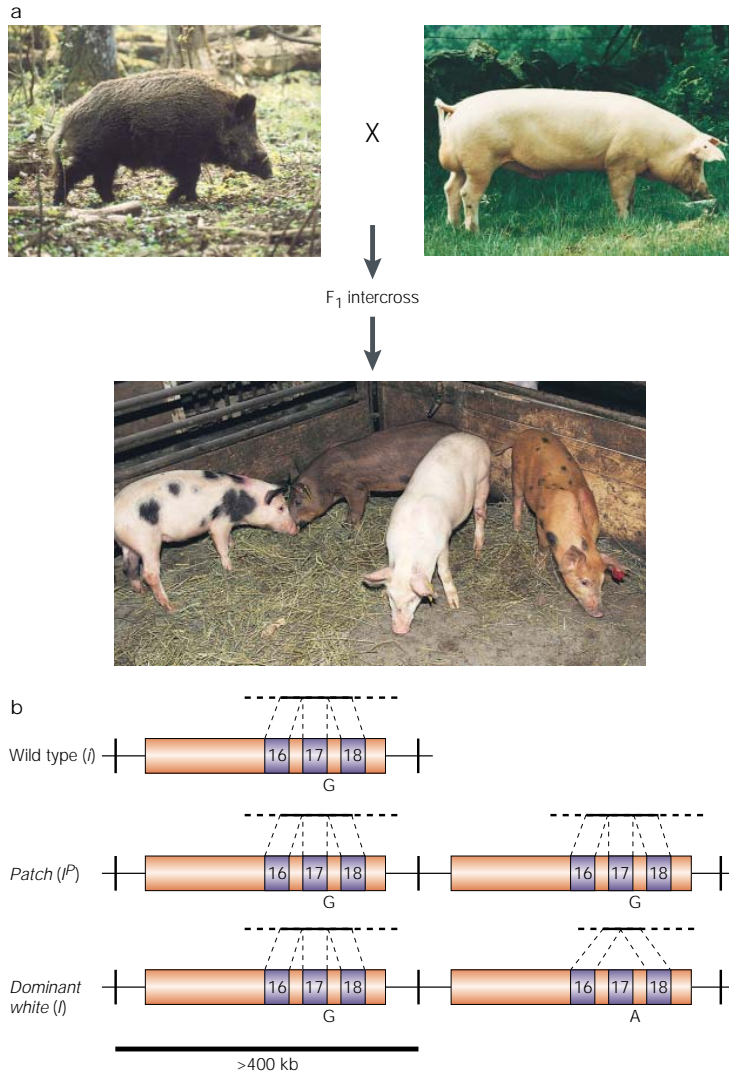 a
X
F1 intercross
b
Wild type (i)
16 17 18
G
Patch (I^P)
16 17 18 16 17 18
G G
Dominant
white (I)
16 17 18 16 17 18
G A
>400 kb